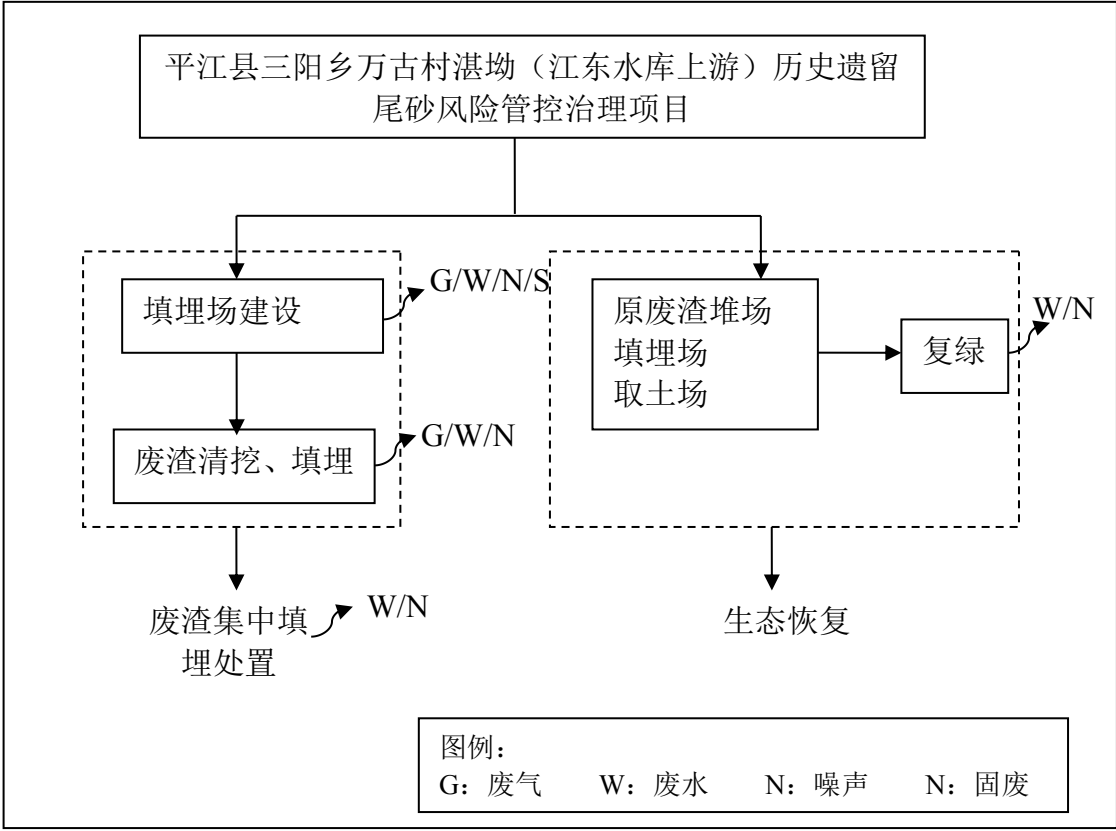 平江县三阳乡万古村湛坳（江东水库上游）历史遗留
尾砂风险管控治理项目
填埋场建设
G/W/N/S
废渣清挖、填埋
G/W/N
废渣集中填
埋处置
W/N
原废渣堆场
填埋场
取土场
复绿
W/N
生态恢复
图例：
G：废气 W：废水 N：噪声 N：固废